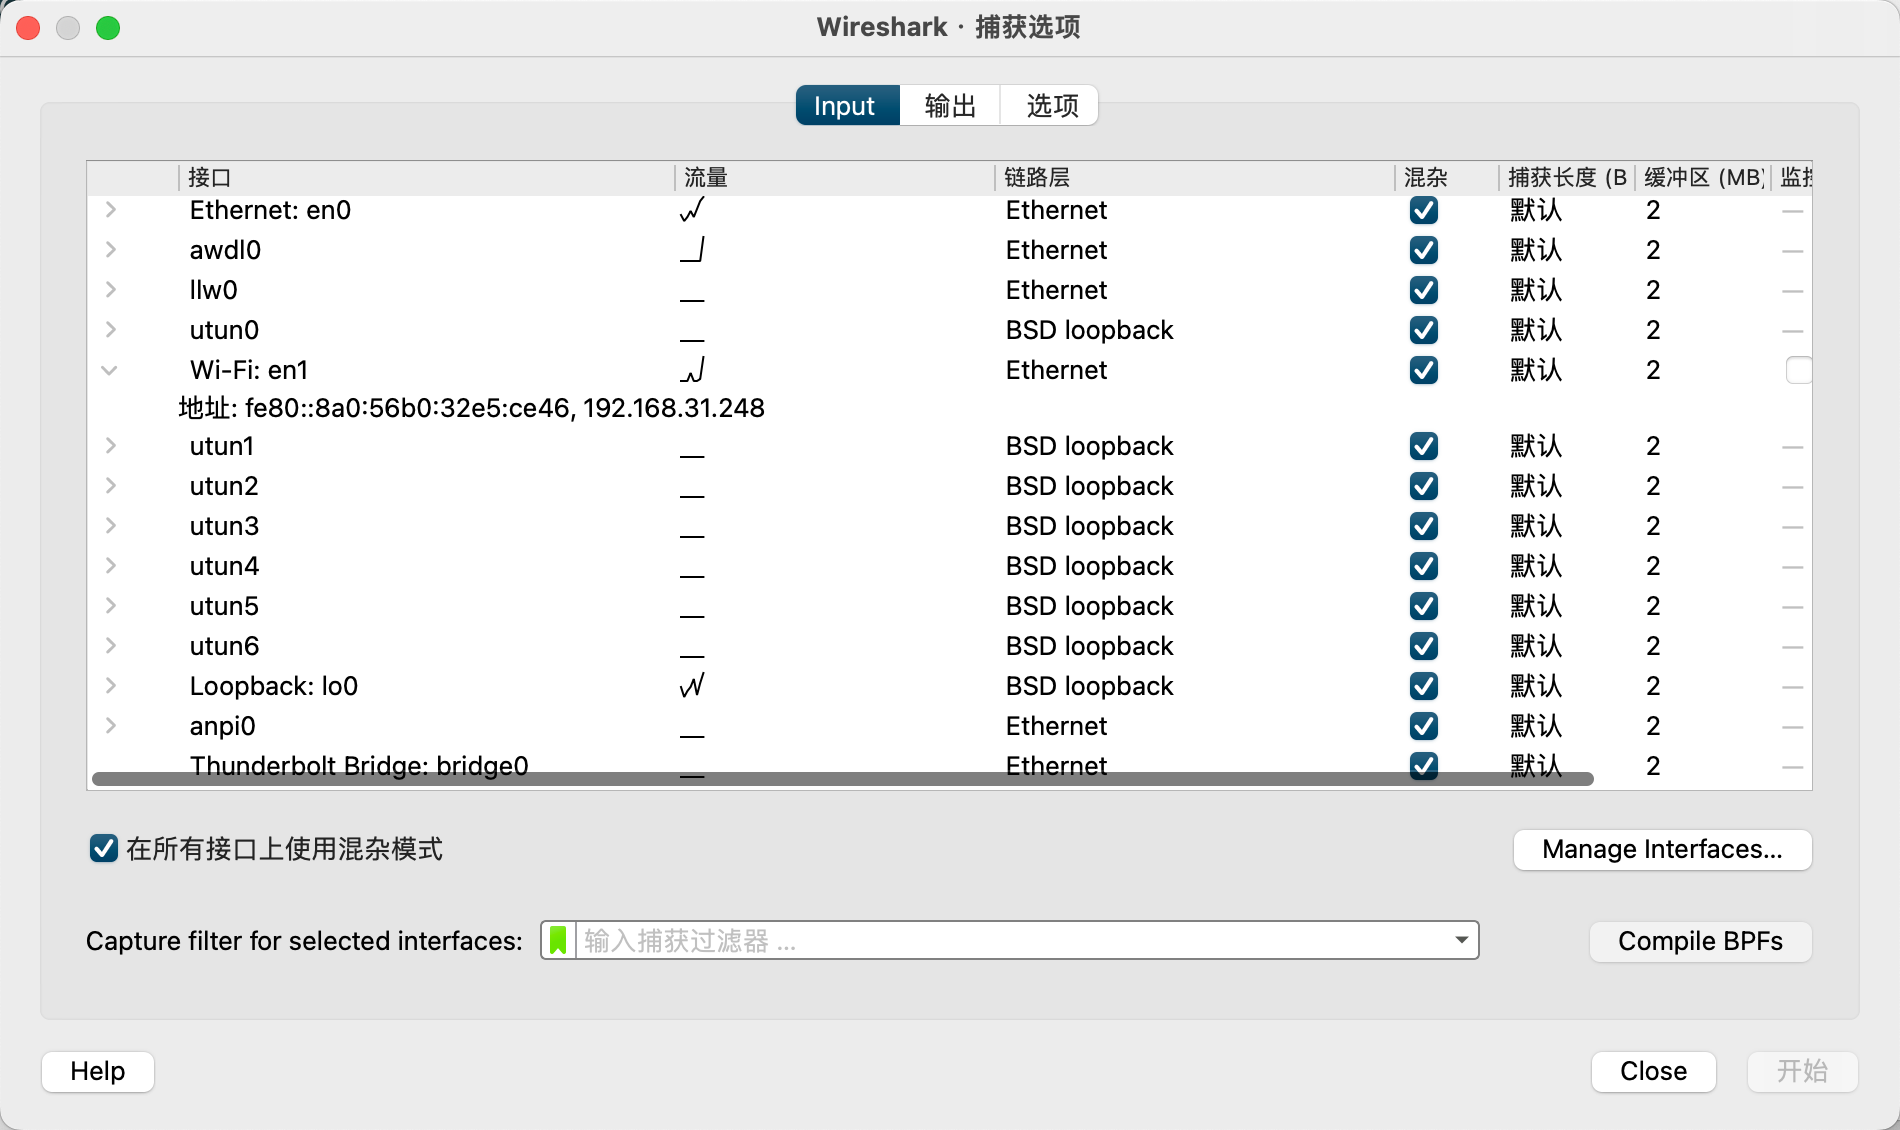 Wireshark · 捕获选项
Input 输出 选项
接口 流量 链路层 混杂 捕获长度 (B 缓冲区 (MB) 监控
Ethernet: en0 Ethernet 默认 2 —
awdl0 Ethernet 默认 2 —
llw0 Ethernet 默认 2 —
utun0 BSD loopback 默认 2 —
Wi-Fi: en1 Ethernet 默认 2
地址: fe80::8a0:56b0:32e5:ce46, 192.168.31.248
utun1 BSD loopback 默认 2 —
utun2 BSD loopback 默认 2 —
utun3 BSD loopback 默认 2 —
utun4 BSD loopback 默认 2 —
utun5 BSD loopback 默认 2 —
utun6 BSD loopback 默认 2 —
Loopback: lo0 BSD loopback 默认 2 —
anpi0 Ethernet 默认 2 —
Thunderbolt Bridge: bridge0 Ethernet 默认 2 —
在所有接口上使用混杂模式 Manage Interfaces...
Capture filter for selected interfaces: 输入捕获过滤器 ... Compile BPFs
Help Close 开始